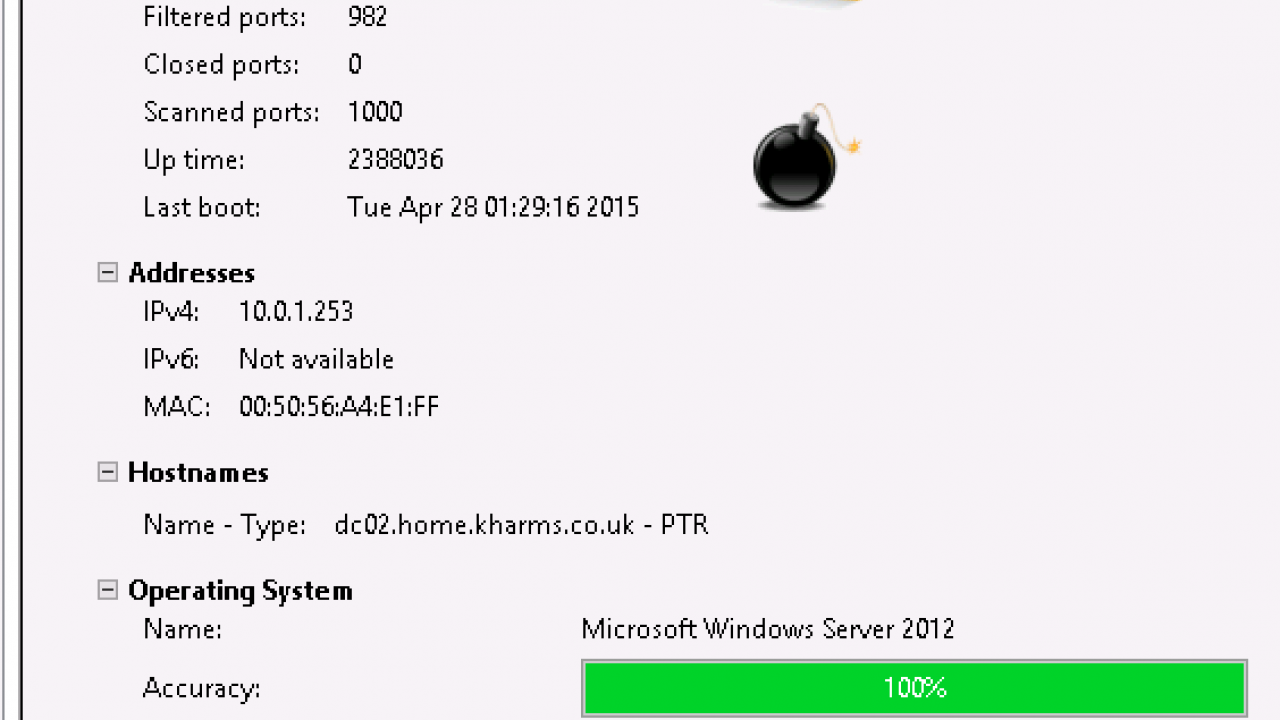 Filtered ports: 982
Closed ports: 0
Scanned ports: 1000
Up time: 2388036
Last boot: Tue Apr 28 01:29:16 2015
Addresses
IPv4: 10.0.1.253
IPv6: Not available
MAC: 00:50:56:A4:E1:FF
Hostnames
Name - Type: dc02.home.kharms.co.uk - PTR
Operating System
Name: Microsoft Windows Server 2012
Accuracy: 100%